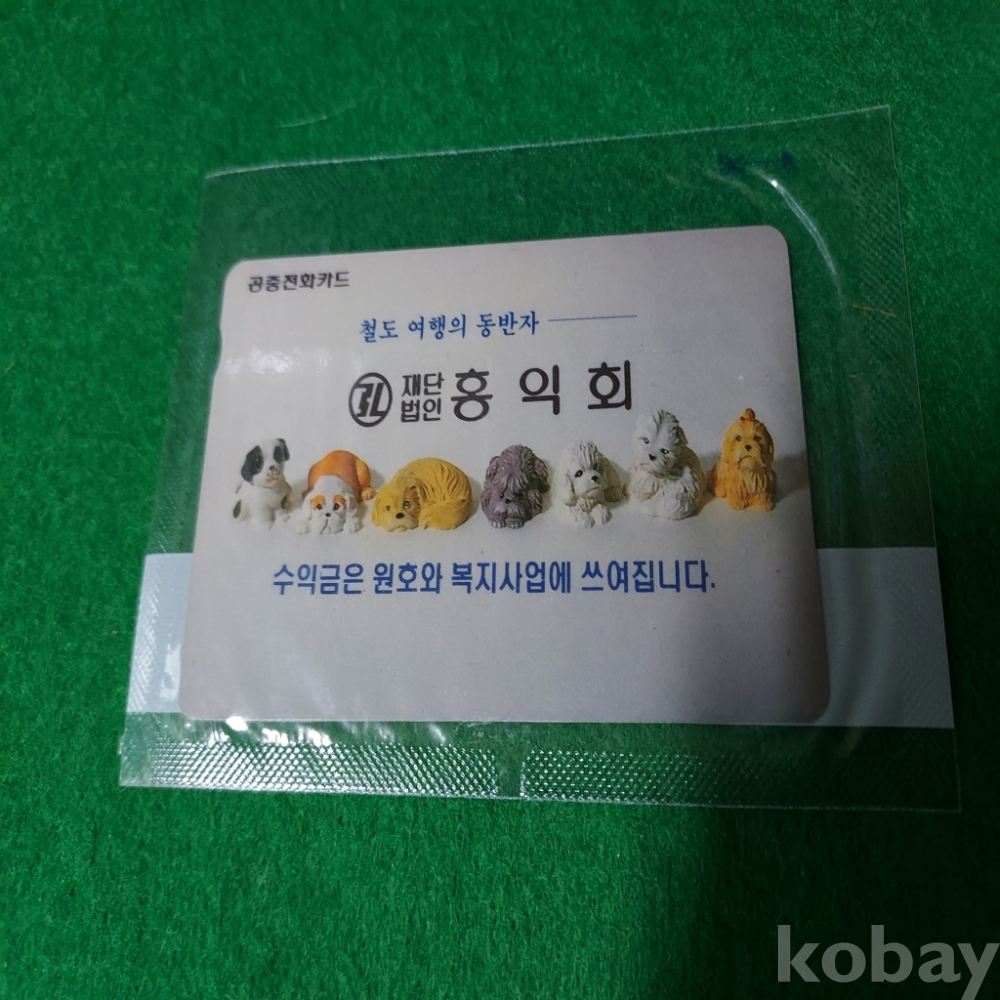 공중전화카드
철도 여행의 동반자
재단
법인 홍익회
수익금은 원호와 복지사업에 쓰여집니다.
kobay